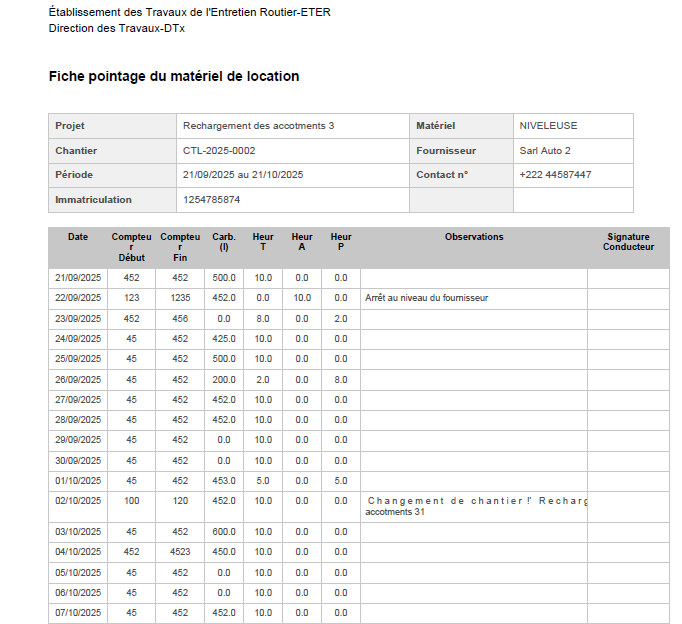 Établissement des Travaux de l'Entretien Routier-ETER
Direction des Travaux-DTx
Fiche pointage du matériel de location
Projet Rechargement des accotments 3 Matériel NIVELEUSE
Chantier CTL-2025-0002 Fournisseur Sarl Auto 2
Période 21/09/2025 au 21/10/2025 Contact n° +222 44587447
Immatriculation 1254785874
Date Compteur Début Compteur Fin Carb. (l) Heur T Heur A Heur P Observations Signature Conducteur
21/09/2025 452 452 500.0 10.0 0.0 0.0
22/09/2025 123 1235 452.0 0.0 10.0 0.0 Arrêt au niveau du fournisseur
23/09/2025 452 456 0.0 8.0 0.0 2.0
24/09/2025 45 452 425.0 10.0 0.0 0.0
25/09/2025 45 452 500.0 10.0 0.0 0.0
26/09/2025 45 452 200.0 2.0 0.0 8.0
27/09/2025 45 452 452.0 10.0 0.0 0.0
28/09/2025 45 452 452.0 10.0 0.0 0.0
29/09/2025 45 452 0.0 10.0 0.0 0.0
30/09/2025 45 452 0.0 10.0 0.0 0.0
01/10/2025 45 452 453.0 5.0 0.0 5.0
02/10/2025 100 120 452.0 10.0 0.0 0.0 Changement de chantier !' Recharg
accotments 31
03/10/2025 45 452 600.0 10.0 0.0 0.0
04/10/2025 452 4523 450.0 10.0 0.0 0.0
05/10/2025 45 452 0.0 10.0 0.0 0.0
06/10/2025 45 452 0.0 10.0 0.0 0.0
07/10/2025 45 452 452.0 10.0 0.0 0.0